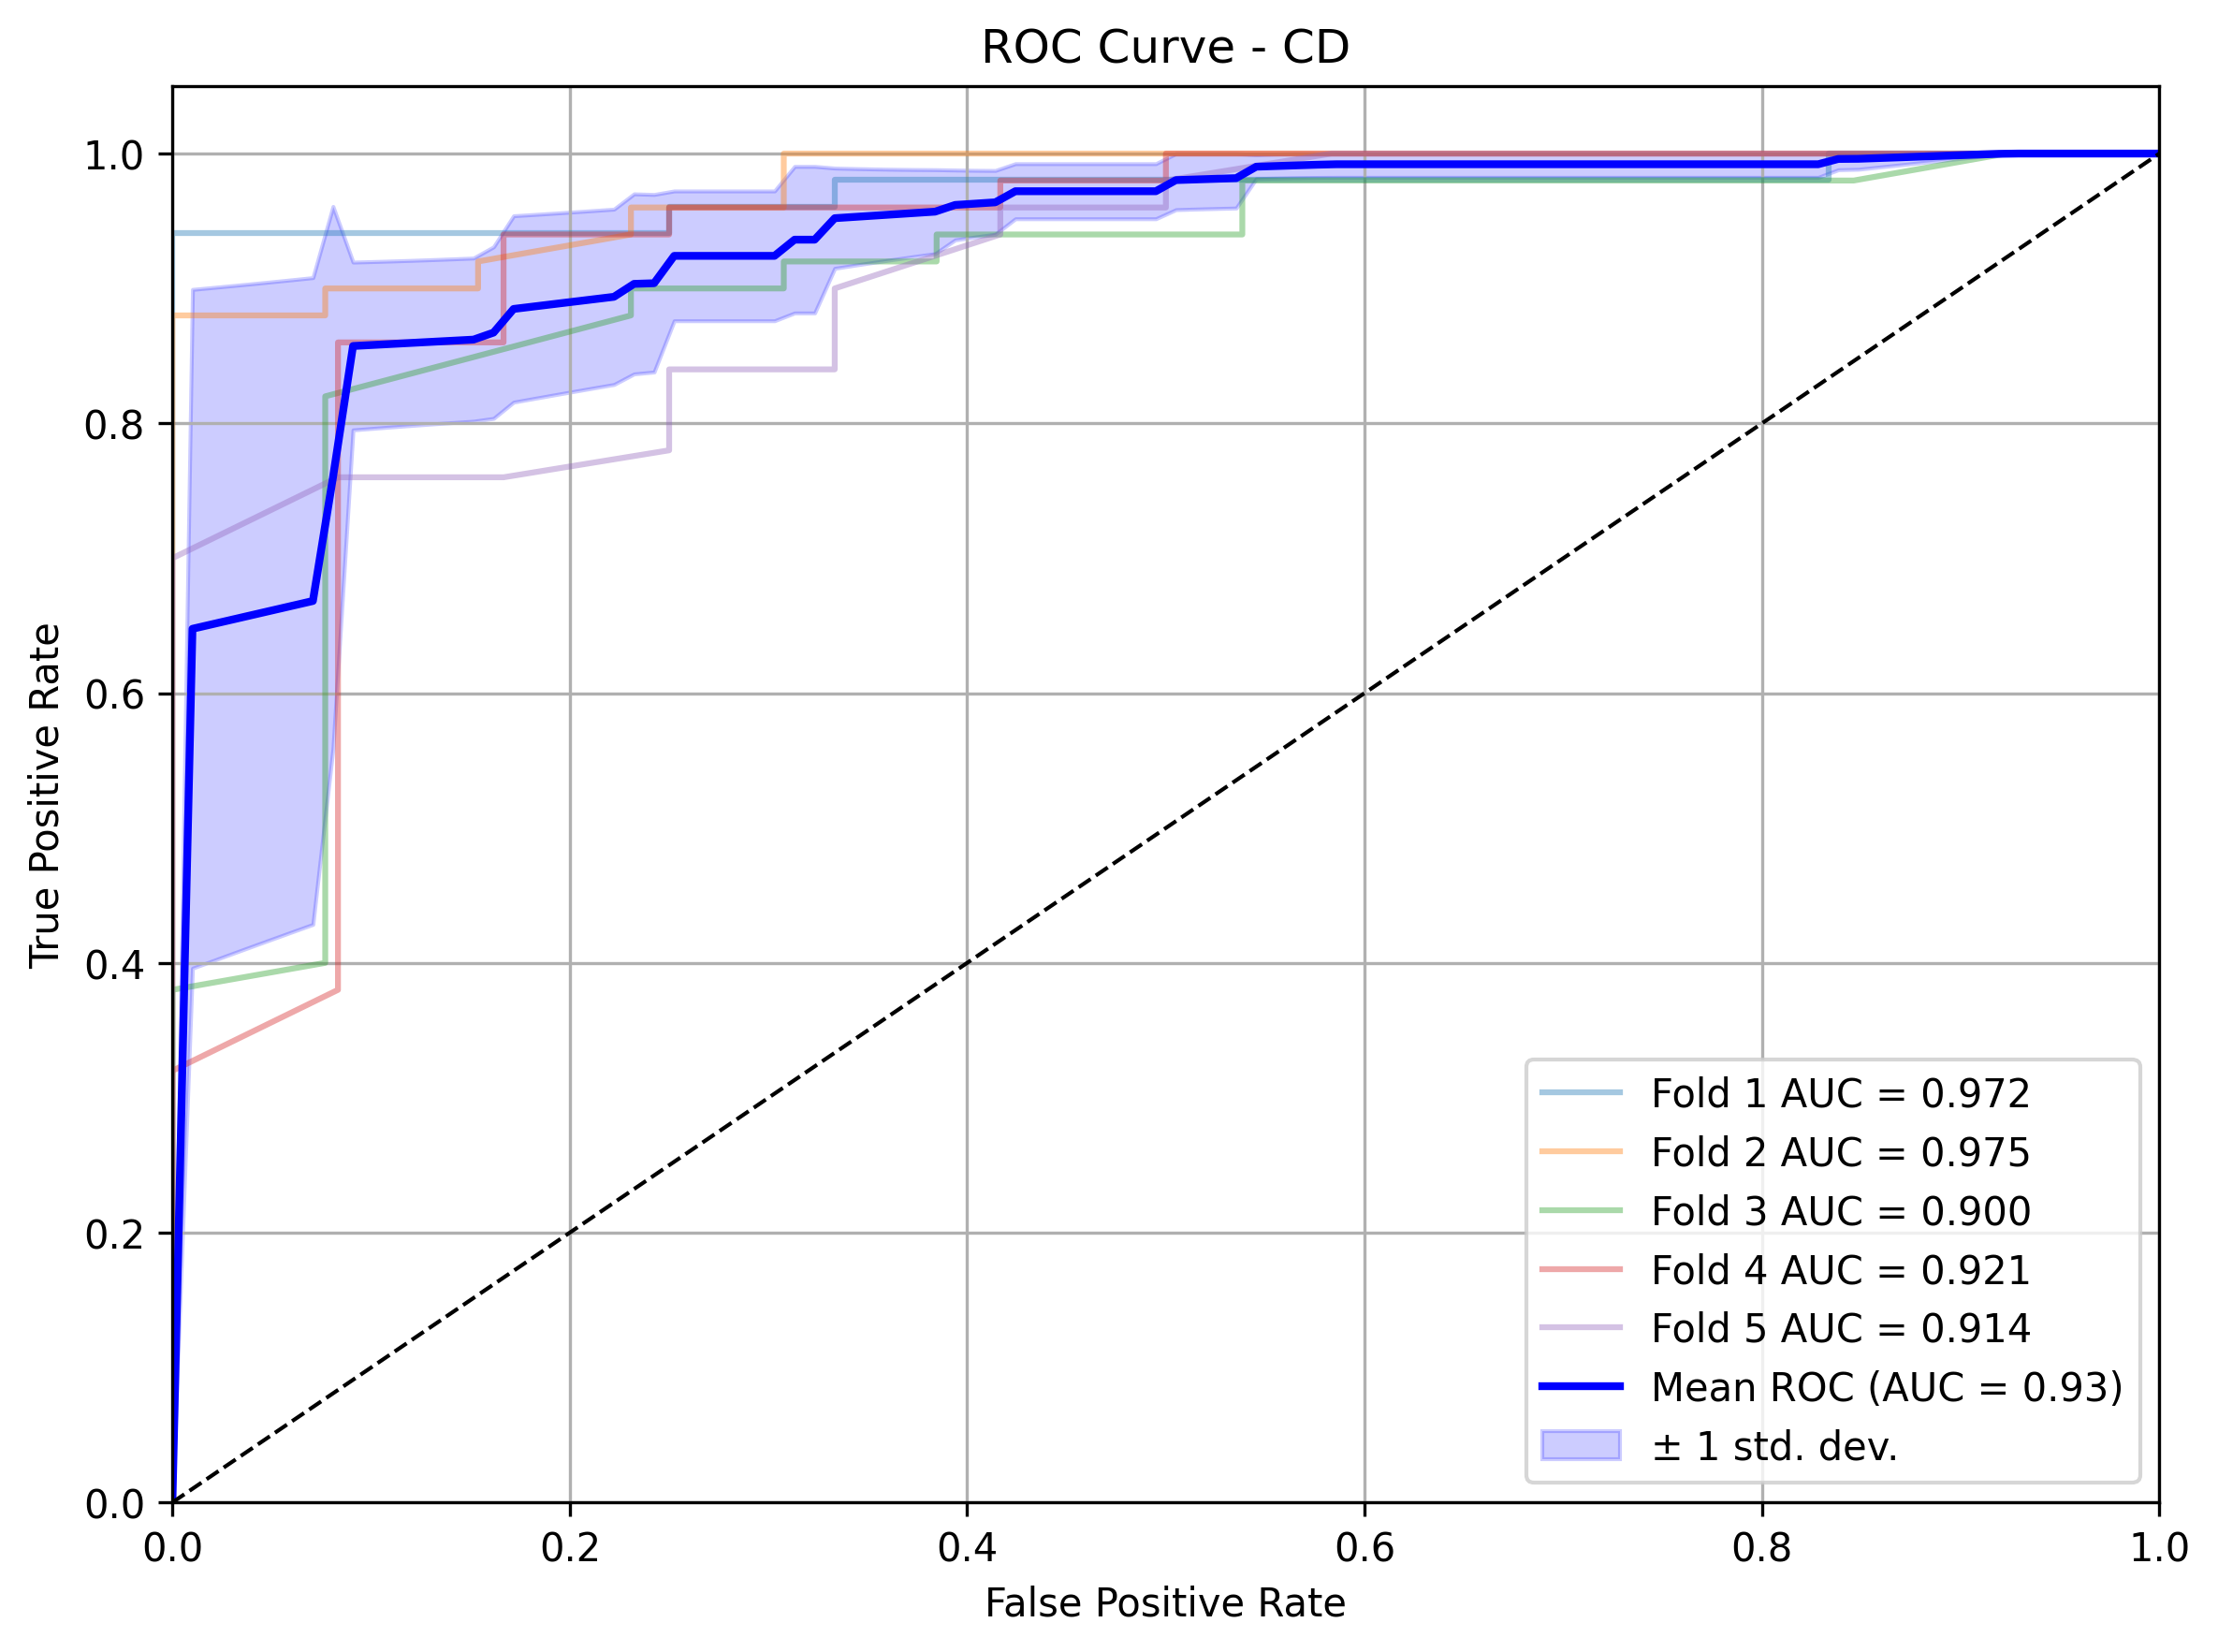 ROC Curve - CD
True Positive Rate
1.0
0.8
0.6
0.4
0.2
0.0
0.0 0.2 0.4 0.6 0.8 1.0
False Positive Rate
Fold 1 AUC = 0.972
Fold 2 AUC = 0.975
Fold 3 AUC = 0.900
Fold 4 AUC = 0.921
Fold 5 AUC = 0.914
Mean ROC (AUC = 0.93)
± 1 std. dev.